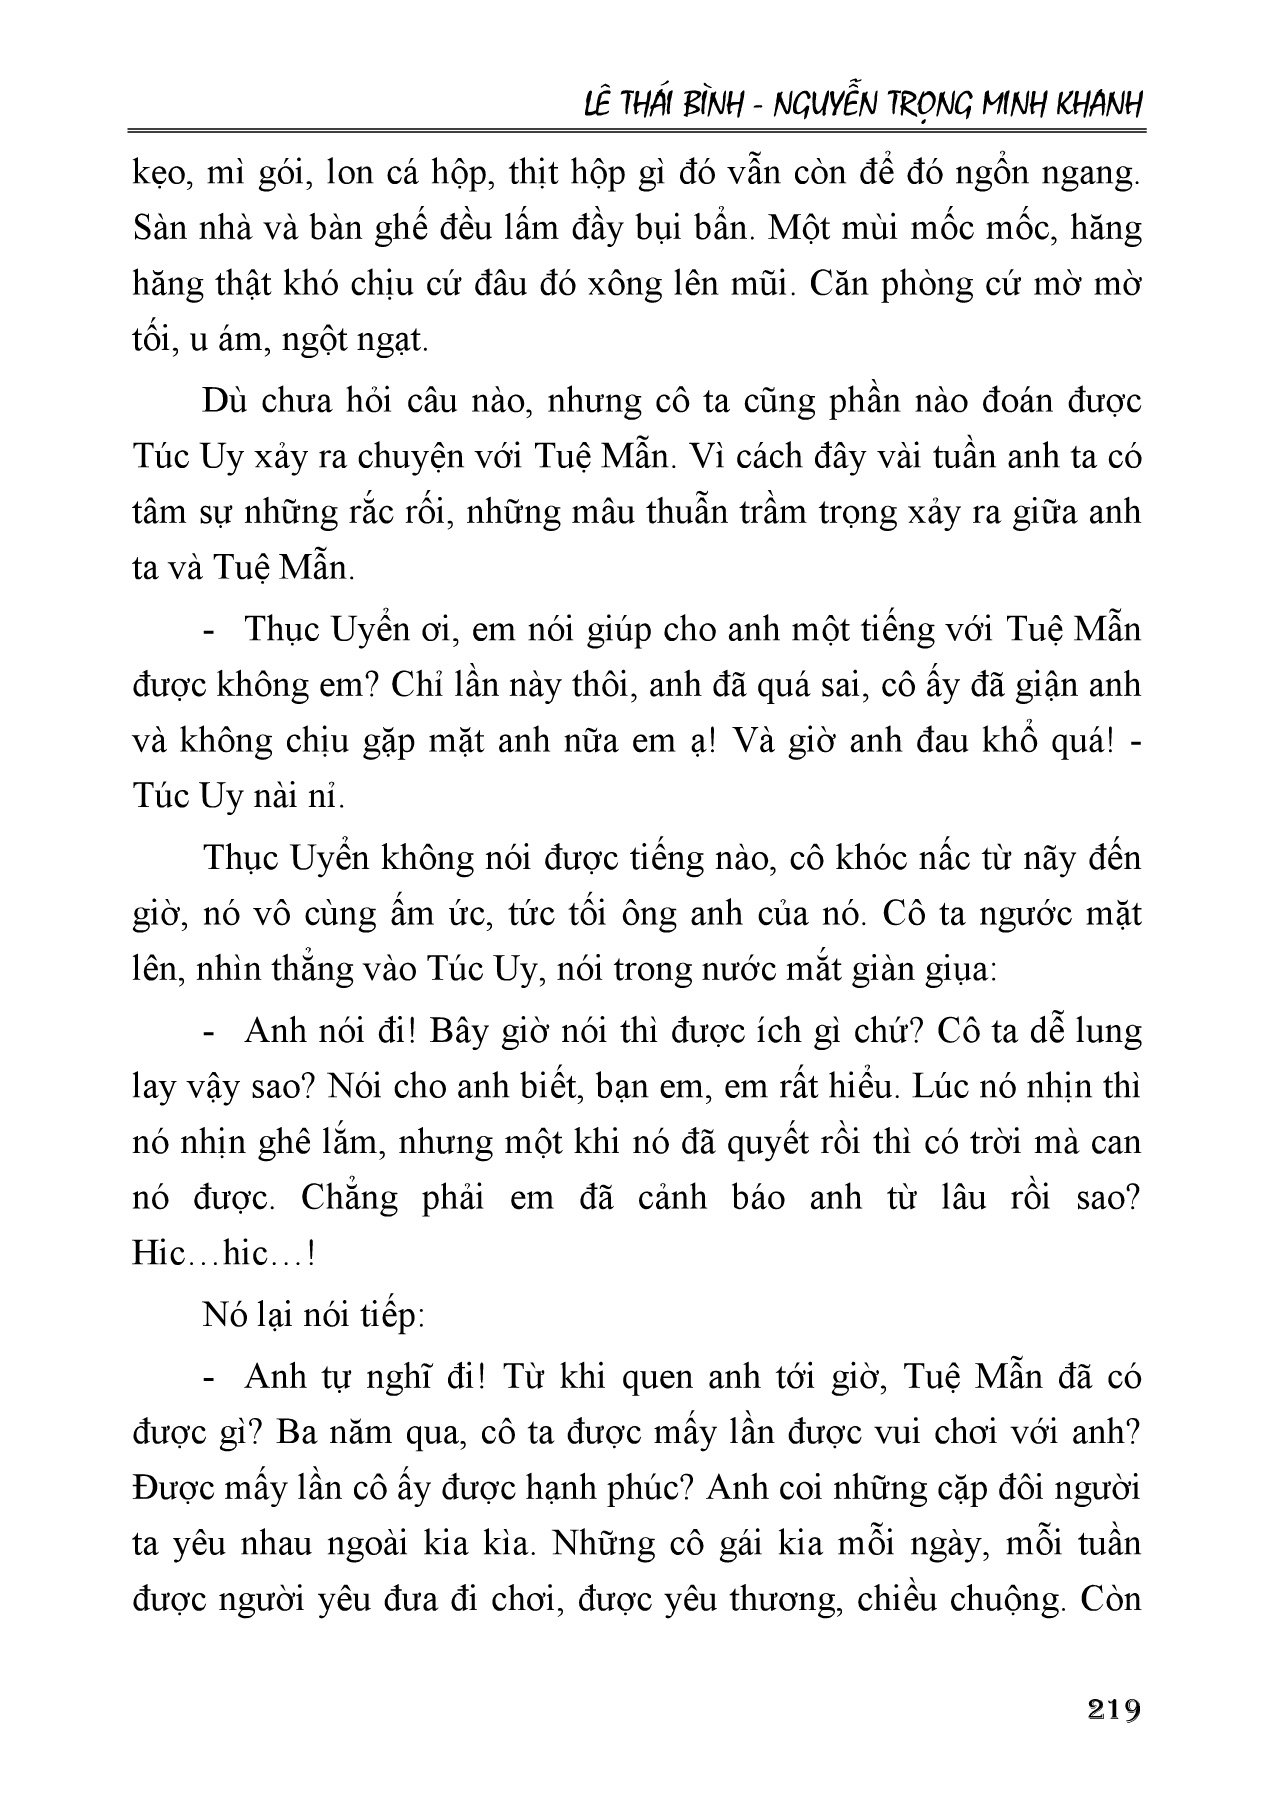 LÊ THÁI BÌNH - NGUYỄN TRỌNG MINH KHANH
kẹo, mì gói, lon cá hộp, thịt hộp gì đó vẫn còn để đó ngổn ngang.
Sàn nhà và bàn ghế đều lấm đầy bụi bẩn. Một mùi mốc mốc, hăng
hăng thật khó chịu cứ đâu đó xông lên mũi. Căn phòng cứ mờ mờ
tối, u ám, ngột ngạt.
Dù chưa hỏi câu nào, nhưng cô ta cũng phần nào đoán được
Túc Uy xảy ra chuyện với Tuệ Mẫn. Vì cách đây vài tuần anh ta có
tâm sự những rắc rối, những mâu thuẫn trầm trọng xảy ra giữa anh
ta và Tuệ Mẫn.
- Thục Uyển ơi, em nói giúp cho anh một tiếng với Tuệ Mẫn
được không em? Chỉ lần này thôi, anh đã quá sai, cô ấy đã giận anh
và không chịu gặp mặt anh nữa em ạ! Và giờ anh đau khổ quá! -
Túc Uy nài nỉ.
Thục Uyển không nói được tiếng nào, cô khóc nấc từ nãy đến
giờ, nó vô cùng ấm ức, tức tối ông anh của nó. Cô ta ngước mặt
lên, nhìn thẳng vào Túc Uy, nói trong nước mắt giàn giụa:
- Anh nói đi! Bây giờ nói thì được ích gì chứ? Cô ta dễ lung
lay vậy sao? Nói cho anh biết, bạn em, em rất hiểu. Lúc nó nhịn thì
nó nhịn ghê lắm, nhưng một khi nó đã quyết rồi thì có trời mà can
nó được. Chẳng phải em đã cảnh báo anh từ lâu rồi sao?
Hic…hic…!
Nó lại nói tiếp:
- Anh tự nghĩ đi! Từ khi quen anh tới giờ, Tuệ Mẫn đã có
được gì? Ba năm qua, cô ta được mấy lần được vui chơi với anh?
Được mấy lần cô ấy được hạnh phúc? Anh coi những cặp đôi người
ta yêu nhau ngoài kia kìa. Những cô gái kia mỗi ngày, mỗi tuần
được người yêu đưa đi chơi, được yêu thương, chiều chuộng. Còn
219